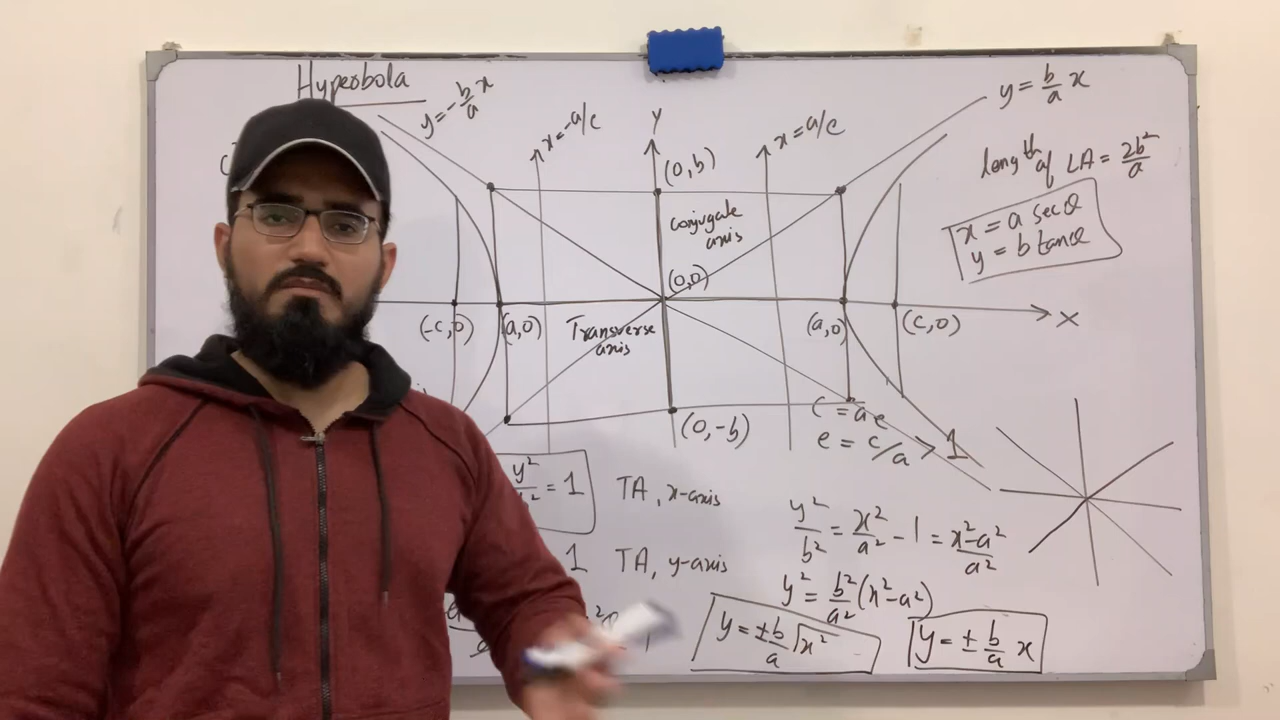 Hyperbola
y = -b/a x
x = -a/e
Y
x = a/e
y = b/a x
(0, b)
length of LA = 2b²/a
x = a secθ
y = b tanθ
Conjugate axis
(0,0)
(-c, 0)
(a, 0)
Transverse axis
(a, 0)
(c, 0)
X
(0, -b)
c = ae
e = c/a > 1
y²
= 1 TA, x-axis
1 TA, y-axis
y²/b² = x²/a² - 1 = x²-a²/a²
y² = b²/a² (x²-a²)
y = ±b/a √x²
y = ± b/a x